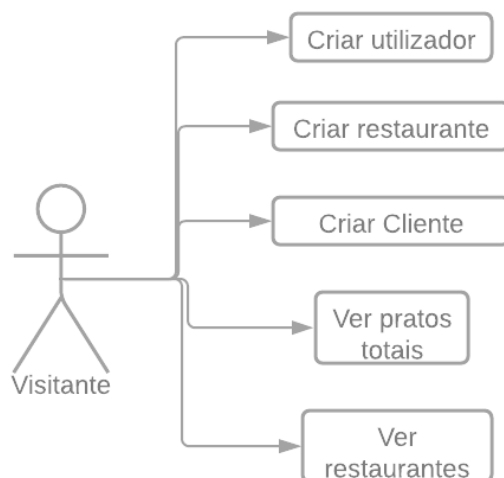 Criar utilizador
Criar restaurante
Criar Cliente
Ver pratos
totais
Visitante
Ver
restaurantes